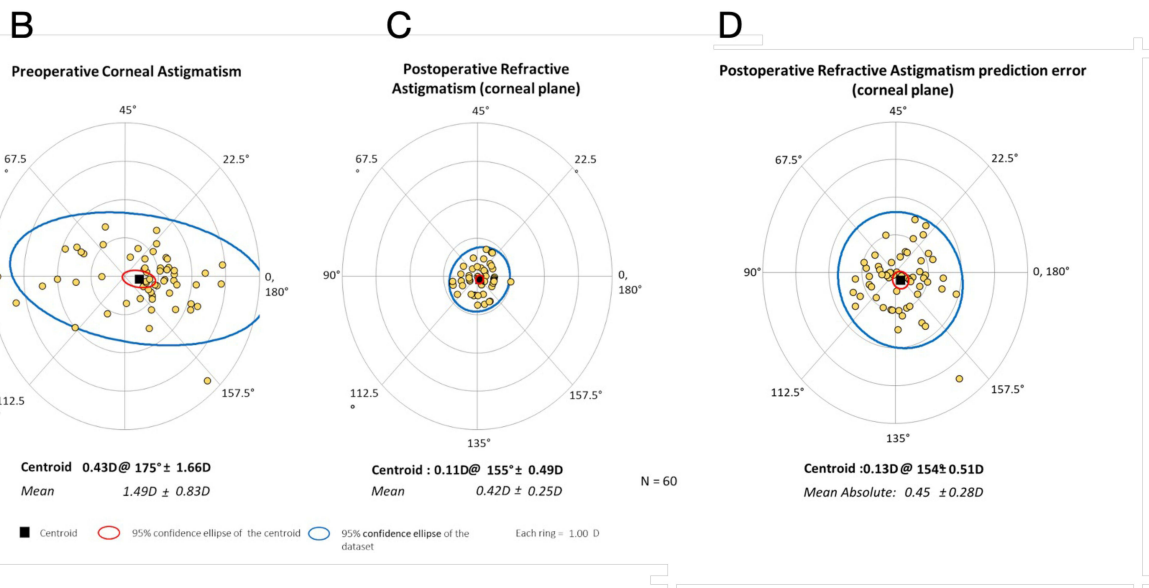 B
C
D
Preoperative Corneal Astigmatism
Postoperative Refractive
Astigmatism (corneal plane)
Postoperative Refractive Astigmatism prediction error
(corneal plane)
45°
67.5
°
22.5°
0,
180°
157.5°
112.5
45°
67.5
°
22.5
°
90°
0,
180°
112.5
°
157.5°
135°
45°
67.5°
22.5°
90°
0, 180°
112.5°
157.5°
135°
Centroid 0.43D@ 175° ± 1.66D
Mean 1.49D ± 0.83D
Centroid : 0.11D@ 155° ± 0.49D
Mean 0.42D ± 0.25D
N = 60
Centroid :0.13D @ 154° ± 0.51D
Mean Absolute: 0.45 ±0.28D
Centroid
95% confidence ellipse of the centroid
95% confidence ellipse of the
dataset
Each ring = 1.00 D